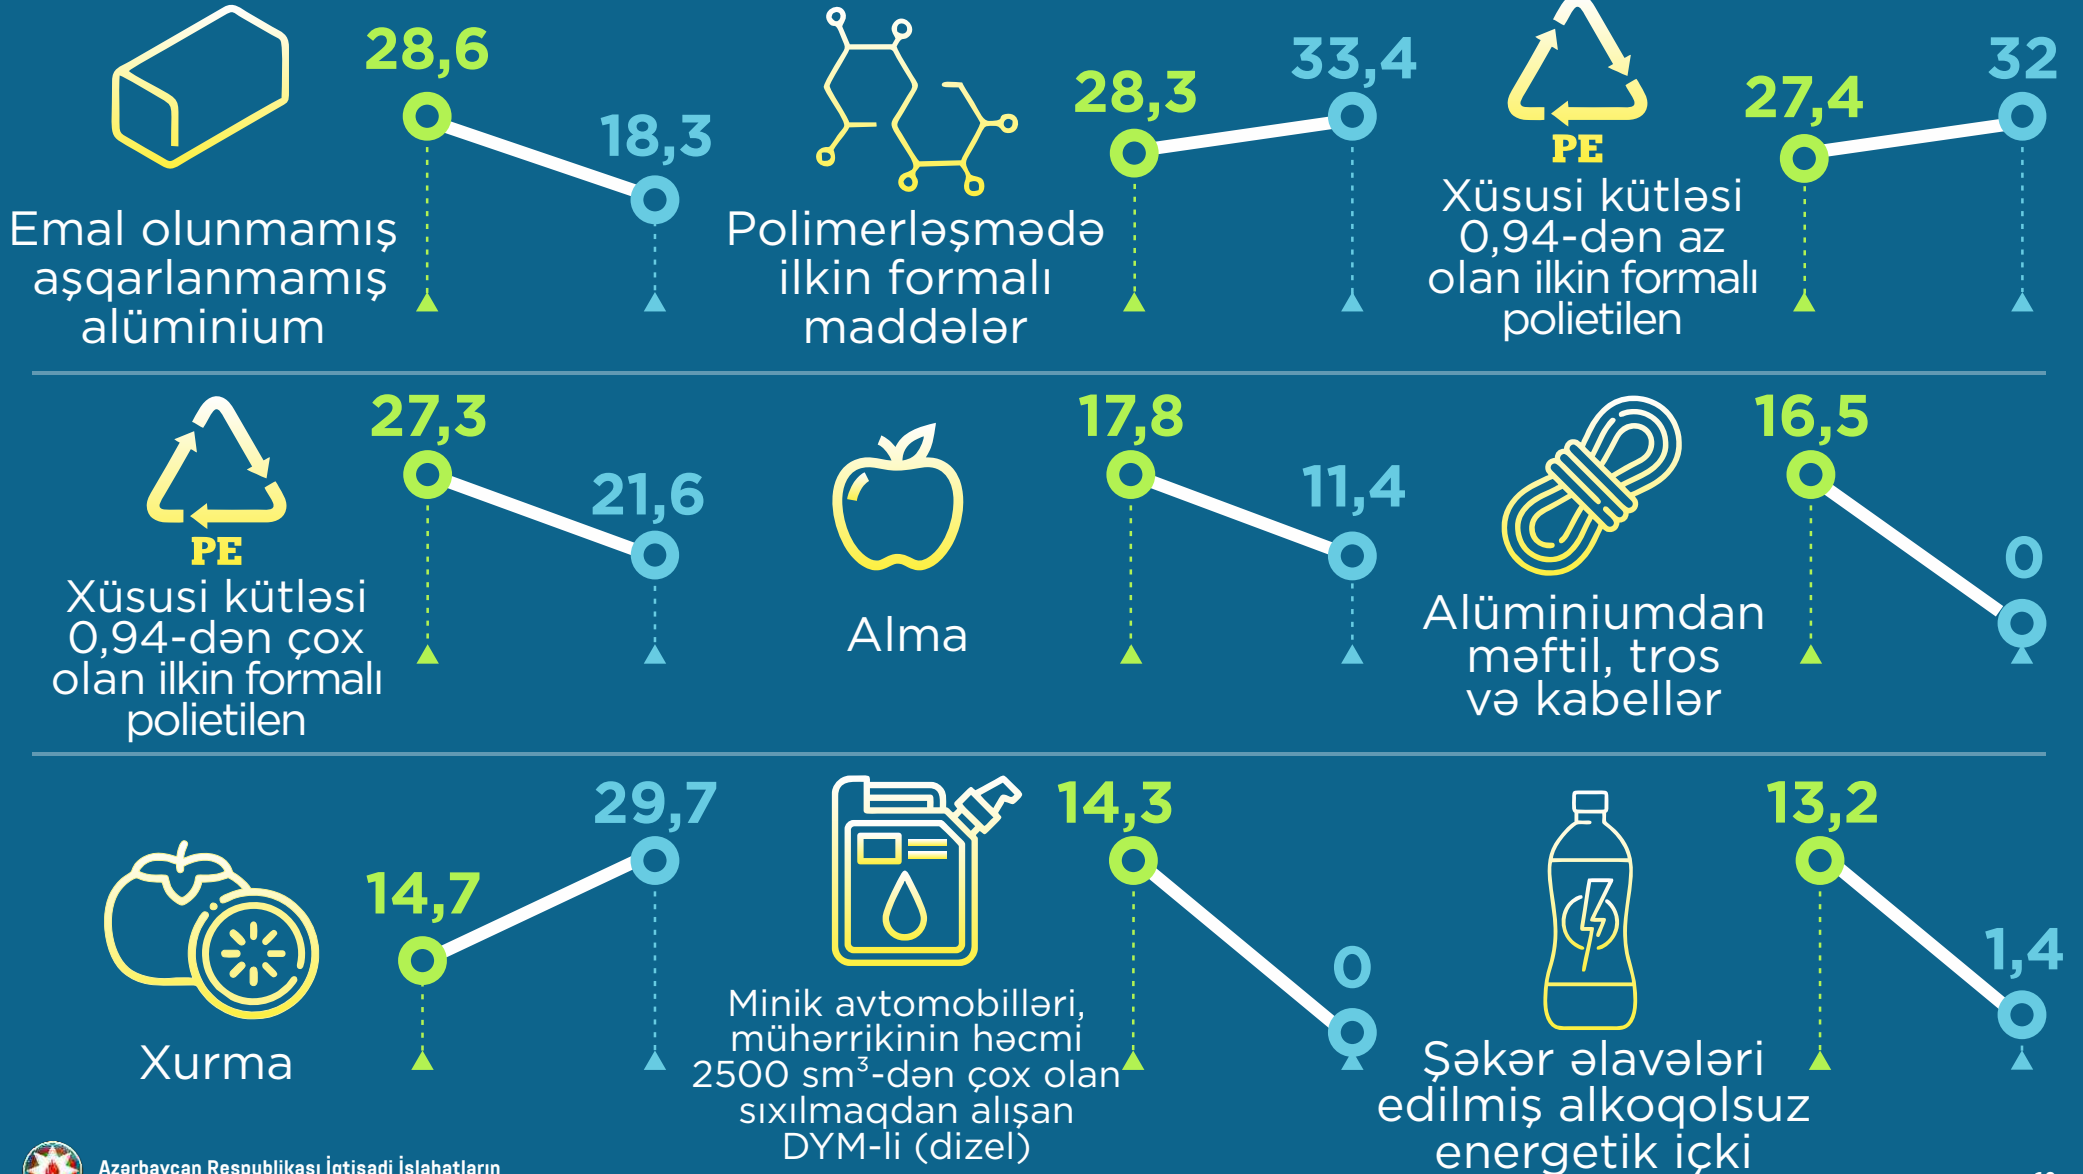 28,6
18,3
Emal olunmamış
aşqarlanmamış
alüminium
28,3
33,4
Polimerləşmədə
ilkin formalı
maddələr
27,4
32
PE
Xüsusi kütləsi
0,94-dən az
olan ilkin formalı
polietilen
27,3
21,6
PE
Xüsusi kütləsi
0,94-dən çox
olan ilkin formalı
polietilen
17,8
11,4
Alma
16,5
0
Alüminiumdan
məftil, tros
və kabellər
14,7
29,7
Xurma
14,3
0
Minik avtomobilləri,
mühərrikinin həcmi
2500 sm³-dən çox olan
sıxılmaqdan alışan
DYM-li (dizel)
13,2
1,4
Şəkər əlavələri
edilmiş alkoqolsuz
energetik içki
Azərbaycan Respublikası İqtisadi İslahatların